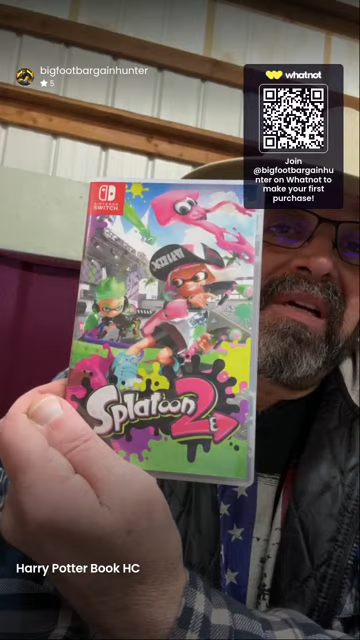 bigfootbargainhunter
★ 5
whatnot
Join
@bigfootbargainhu
nter on Whatnot to
make your first
purchase!
NINTENDO
SWITCH
Splatoon 2
Harry Potter Book HC